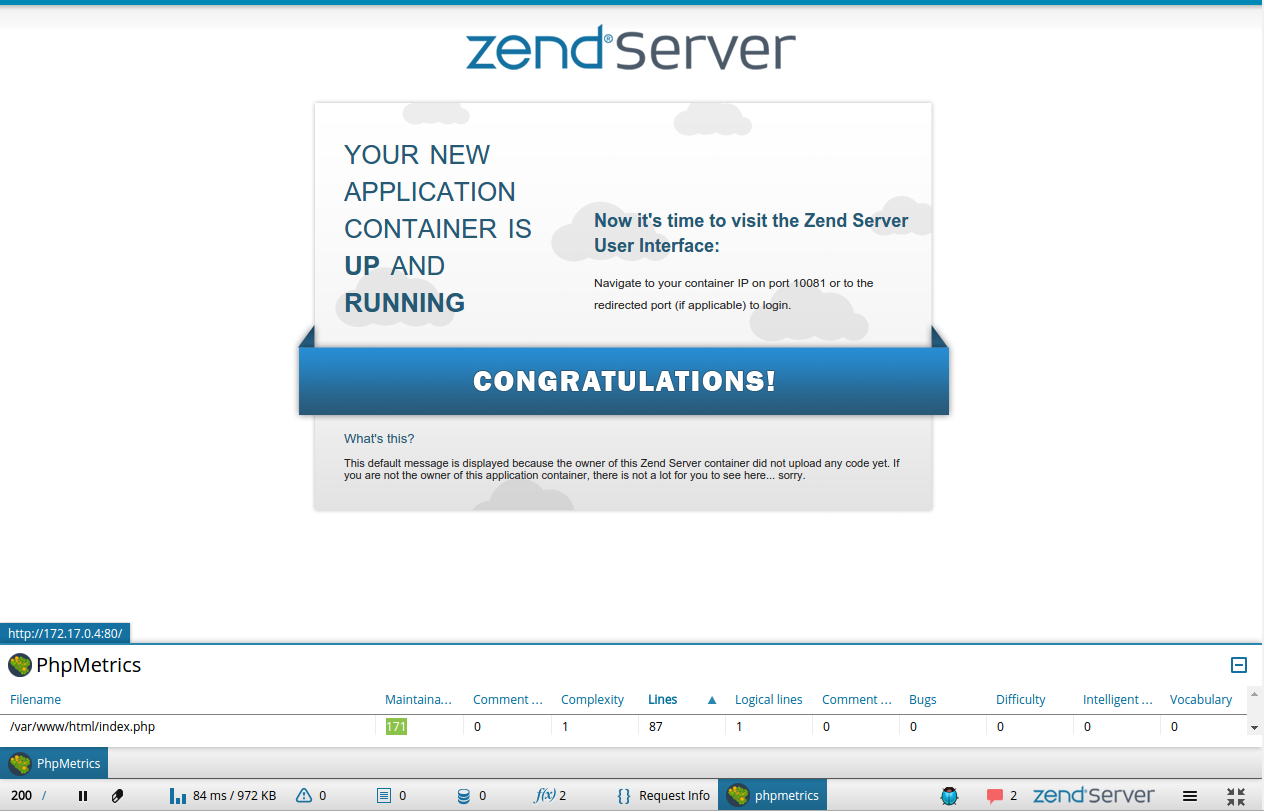 zend® Server
YOUR NEW
APPLICATION
CONTAINER IS
UP AND
RUNNING
Now it's time to visit the Zend Server
User Interface:
Navigate to your container IP on port 10081 or to the
redirected port (if applicable) to login.
CONGRATULATIONS!
What's this?
This default message is displayed because the owner of this Zend Server container did not upload any code yet. If
you are not the owner of this application container, there is not a lot for you to see here... sorry.
http://172.17.0.4:80/
PhpMetrics
Filename Maintaina... Comment ... Complexity Lines ▲ Logical lines Comment ... Bugs Difficulty Intelligent ... Vocabulary
/var/www/html/index.php 171 0 1 87 1 0 0 0 0 0
PhpMetrics
200 / 84 ms / 972 KB 0 0 0 f(x) 2 {} Request Info phpmetrics 2 zend® Server